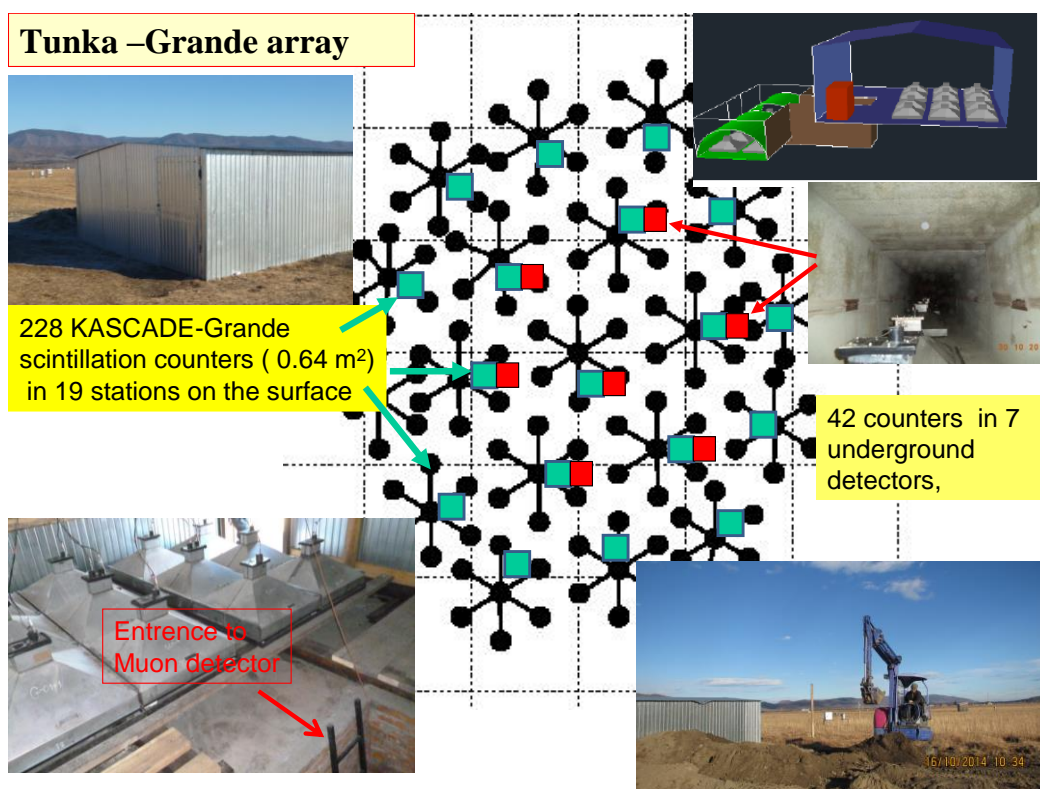 Tunka –Grande array
228 KASCADE-Grande
scintillation counters ( 0.64 m²)
in 19 stations on the surface
42 counters in 7
underground
detectors,
Entrence to
Muon detector
16/10/2014 10 34